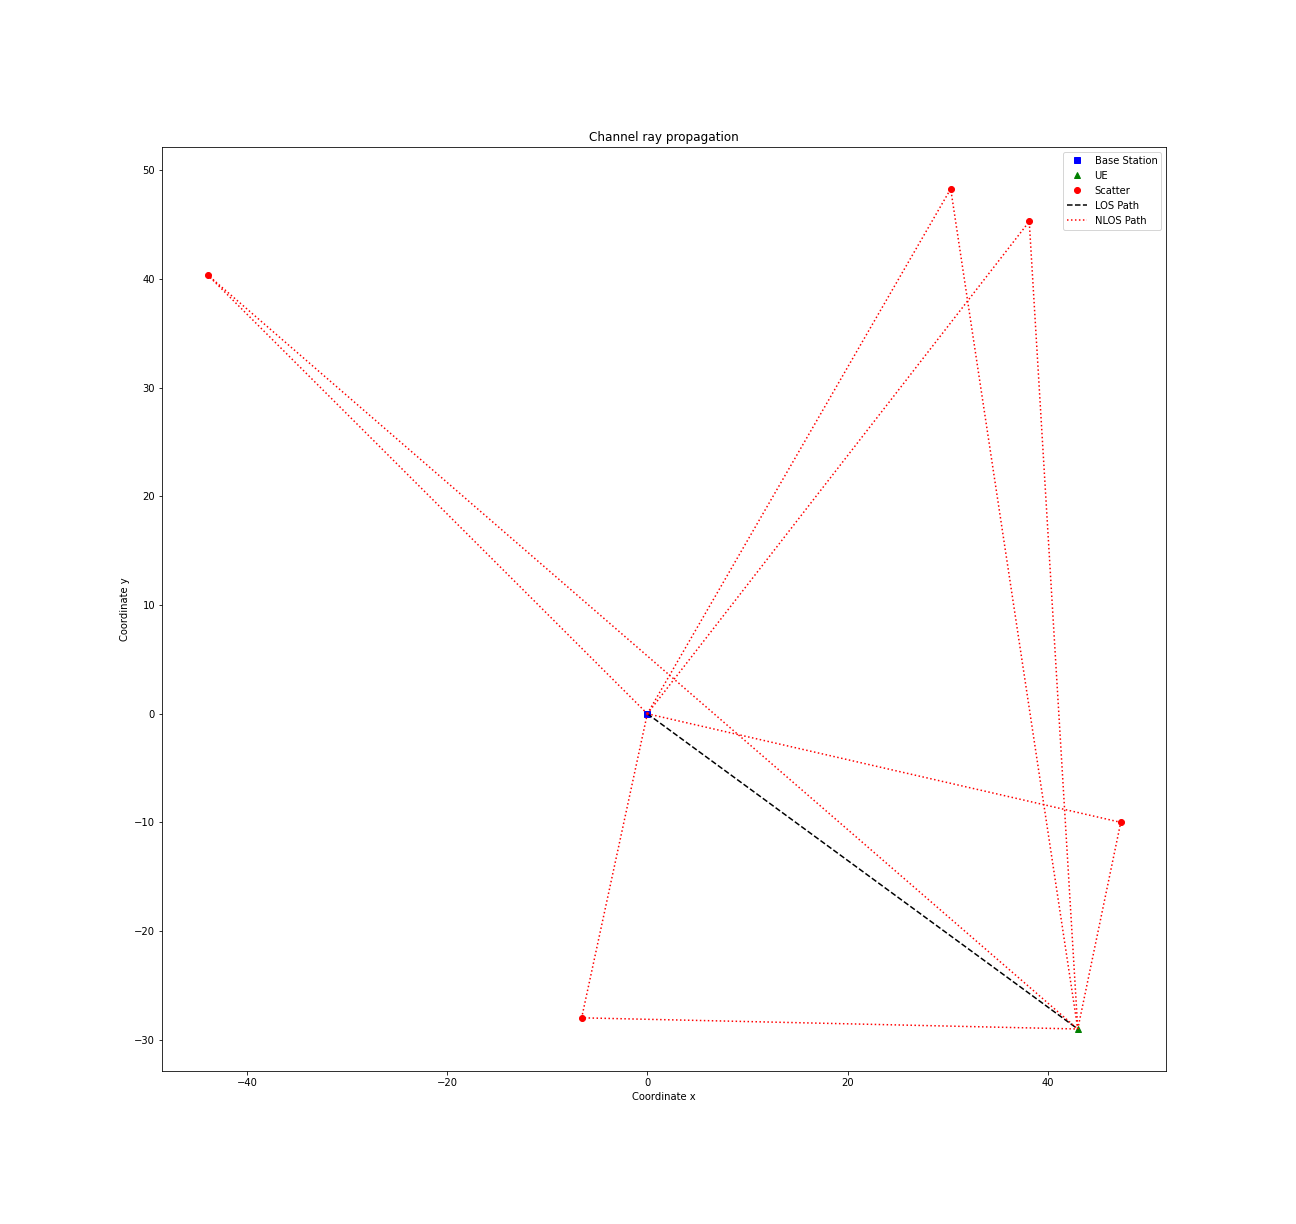 Channel ray propagation
Base Station
UE
Scatter
LOS Path
NLOS Path
50
40
30
20
10
0
−10
−20
−30
Coordinate y
−40
−20
0
20
40
Coordinate x